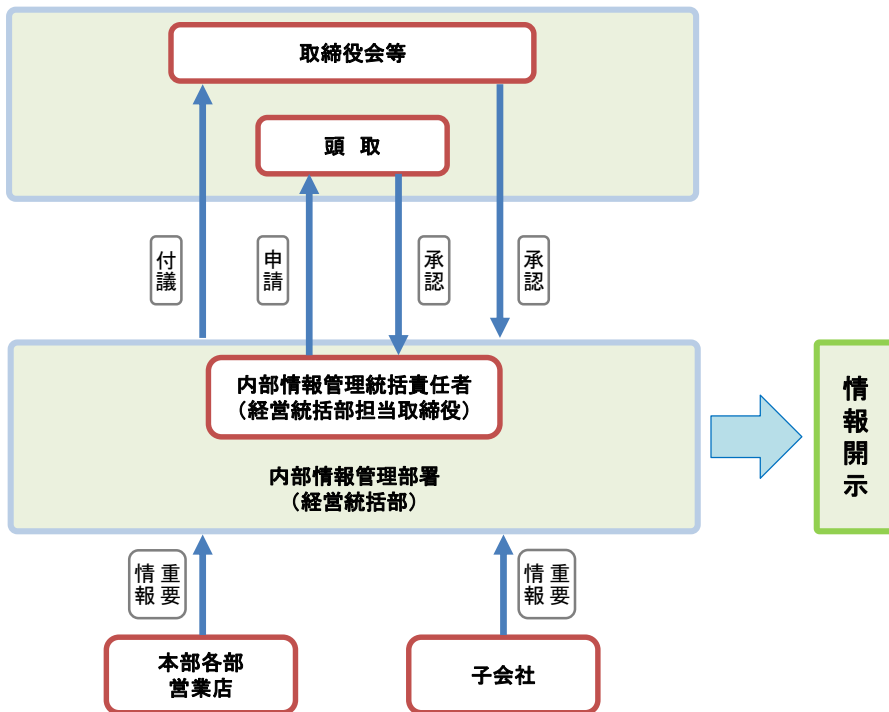 取締役会等
頭 取
付議
申請
承認
承認
内部情報管理統括責任者
（経営統括部担当取締役）
内部情報管理部署
（経営統括部）
情報開示
重要
情報
重要
情報
本部各部
営業店
子会社